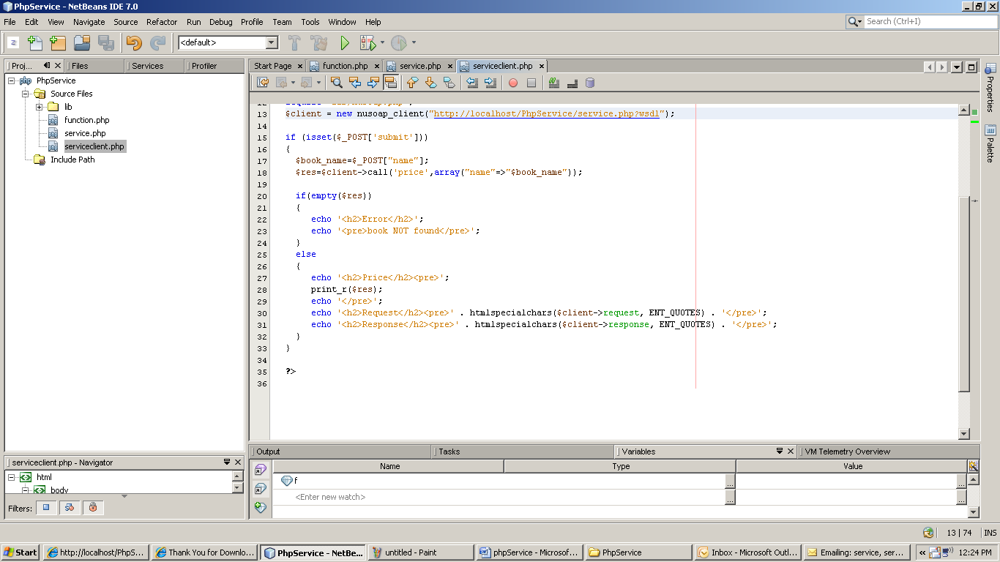 PhpService - NetBeans IDE 7.0
File Edit View Navigate Source Refactor Run Debug Profile Team Tools Window Help
Search (Ctrl+I)
<default>
Proj... Files Services Profiler
PhpService
Source Files
lib
function.php
service.php
serviceclient.php
Include Path
Start Page function.php service.php serviceclient.php
13 $client = new nusoap_client("http://localhost/PhpService/service.php?wsdl");
14
15 if (isset($_POST['submit']))
16 {
17 $book_name=$_POST["name"];
18 $res=$client->call('price',array("name"=>"$book_name"));
19
20 if(empty($res))
21 {
22 echo '<h2>Error</h2>';
23 echo '<pre>book NOT found</pre>';
24 }
25 else
26 {
27 echo '<h2>Price</h2><pre>';
28 print_r($res);
29 echo '</pre>';
30 echo '<h2>Request</h2><pre>' . htmlspecialchars($client->request, ENT_QUOTES) . '</pre>';
31 echo '<h2>Response</h2><pre>' . htmlspecialchars($client->response, ENT_QUOTES) . '</pre>';
32 }
33 }
34
35 ?>
36
Properties
Palette
serviceclient.php - Navigator
html
body
Filters:
Output Tasks Variables VM Telemetry Overview
Name Type Value
f
<Enter new watch>
13 | 74 INS
Start http://localhost/PhpS... Thank You for Downlo... PhpService - NetBe... untitled - Paint phpService - Microsof... PhpService Inbox - Microsoft Outl... Emailing: service, ser... « 12:24 PM